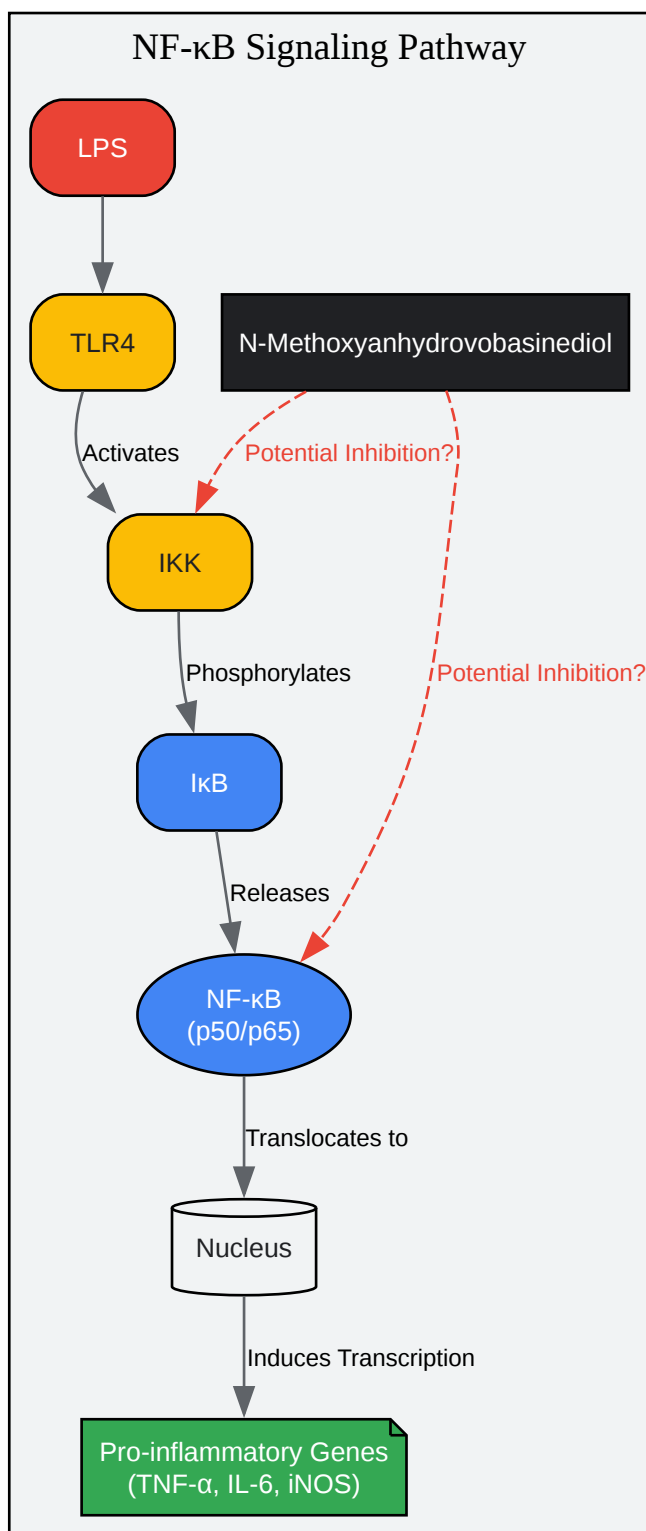 NF-κB Signaling Pathway
LPS
TLR4
N-Methoxyanhydrovobasinediol
Activates
Potential Inhibition?
IKK
Phosphorylates
Potential Inhibition?
IκB
Releases
NF-κB
(p50/p65)
Translocates to
Nucleus
Induces Transcription
Pro-inflammatory Genes
(TNF-α, IL-6, iNOS)